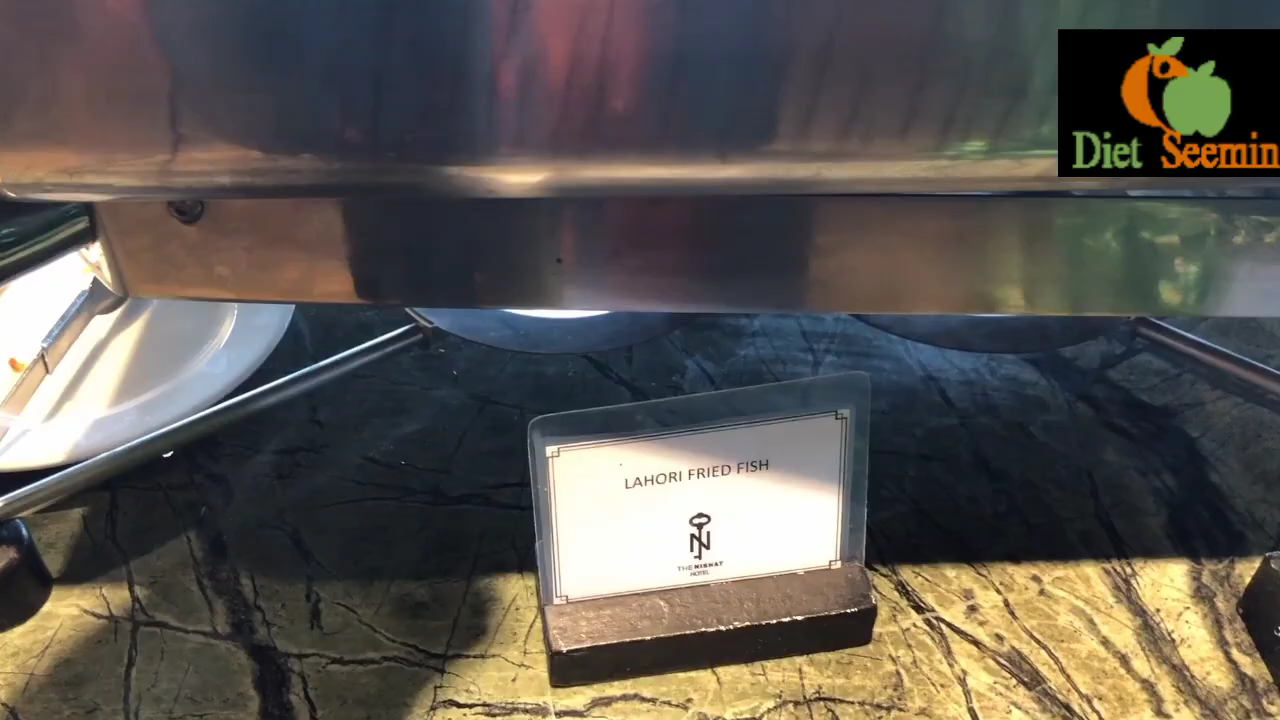 Diet Seemin
LAHORI FRIED FISH
N
THE NISHAT
HOTEL